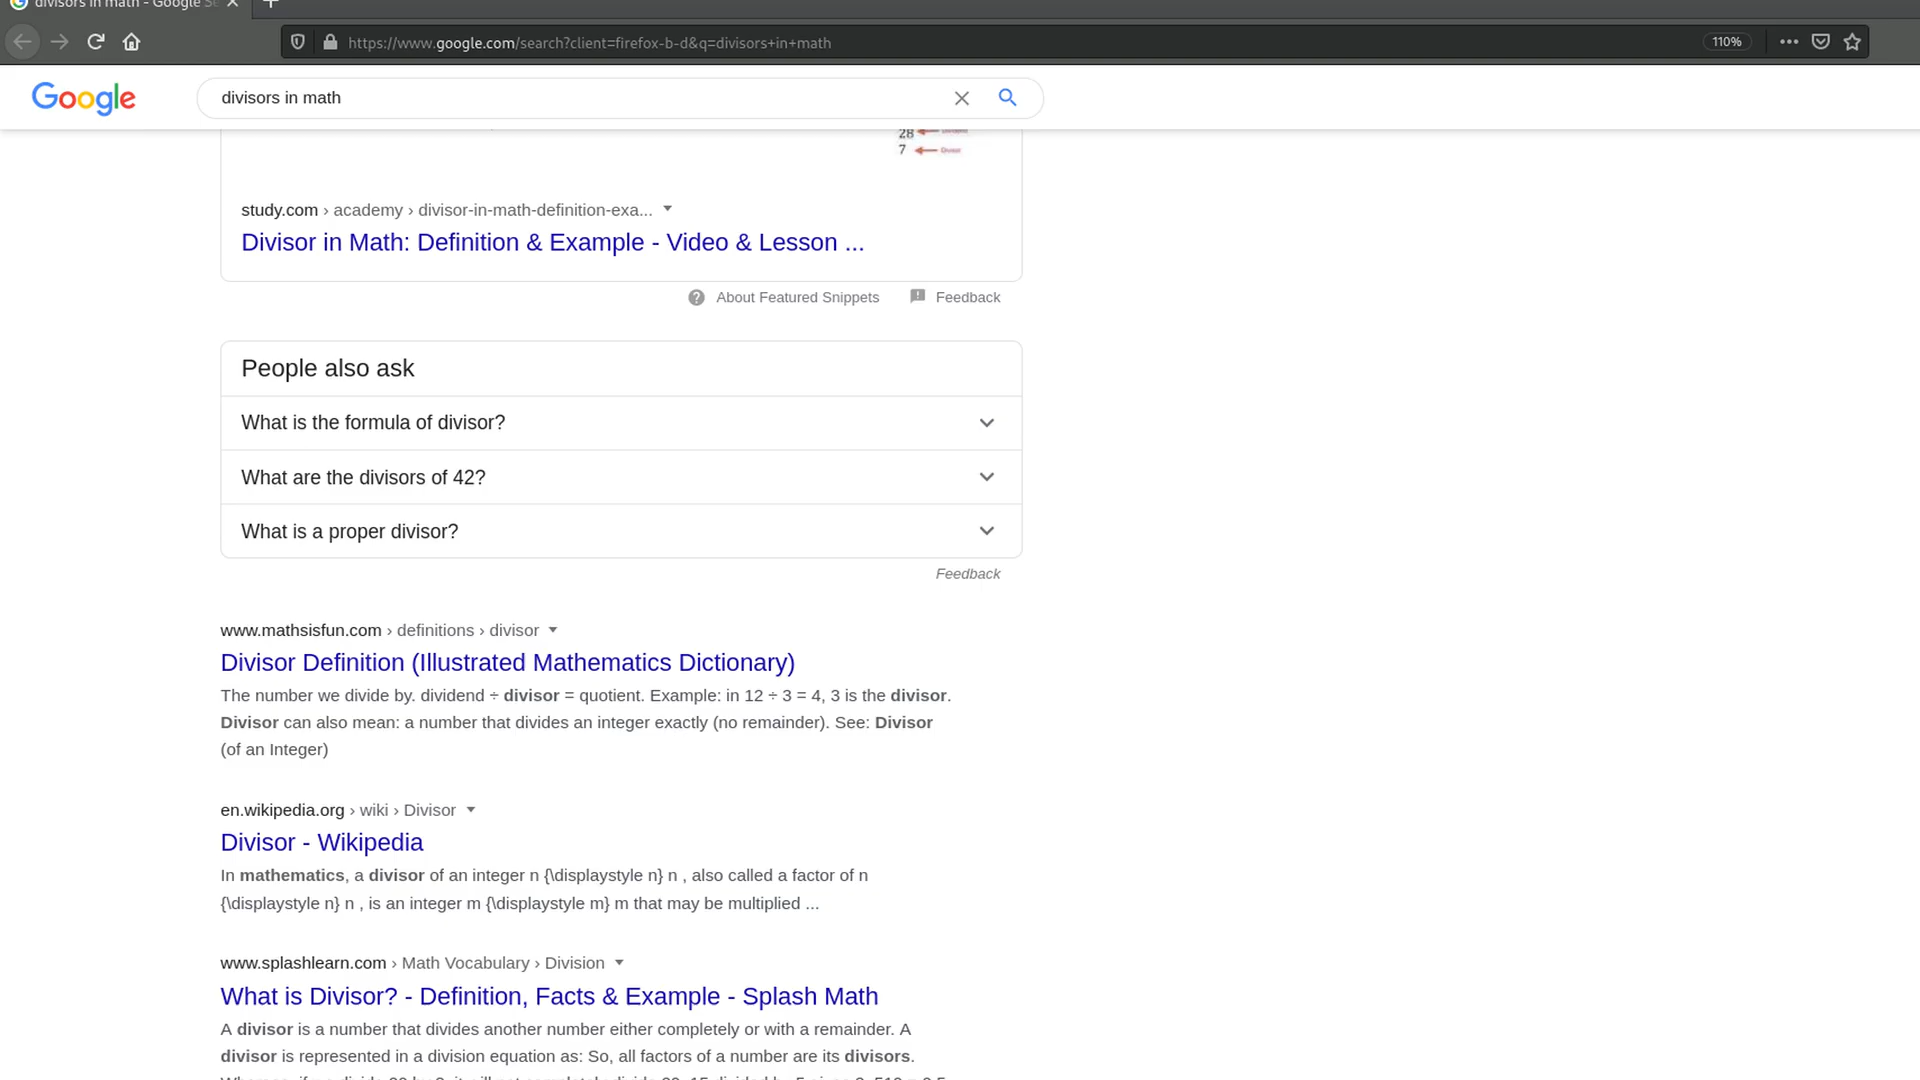 divisors in math - Google Se
https://www.google.com/search?client=firefox-b-d&q=divisors+in+math
110%
Google
divisors in math
28
7 Divisor
study.com › academy › divisor-in-math-definition-exa...
Divisor in Math: Definition & Example - Video & Lesson ...
About Featured Snippets
Feedback
People also ask
What is the formula of divisor?
What are the divisors of 42?
What is a proper divisor?
Feedback
www.mathsisfun.com › definitions › divisor
Divisor Definition (Illustrated Mathematics Dictionary)
The number we divide by. dividend ÷ divisor = quotient. Example: in 12 ÷ 3 = 4, 3 is the divisor.
Divisor can also mean: a number that divides an integer exactly (no remainder). See: Divisor
(of an Integer)
en.wikipedia.org › wiki › Divisor
Divisor - Wikipedia
In mathematics, a divisor of an integer n {\displaystyle n} n , also called a factor of n
{\displaystyle n} n , is an integer m {\displaystyle m} m that may be multiplied ...
www.splashlearn.com › Math Vocabulary › Division
What is Divisor? - Definition, Facts & Example - Splash Math
A divisor is a number that divides another number either completely or with a remainder. A
divisor is represented in a division equation as: So, all factors of a number are its divisors.